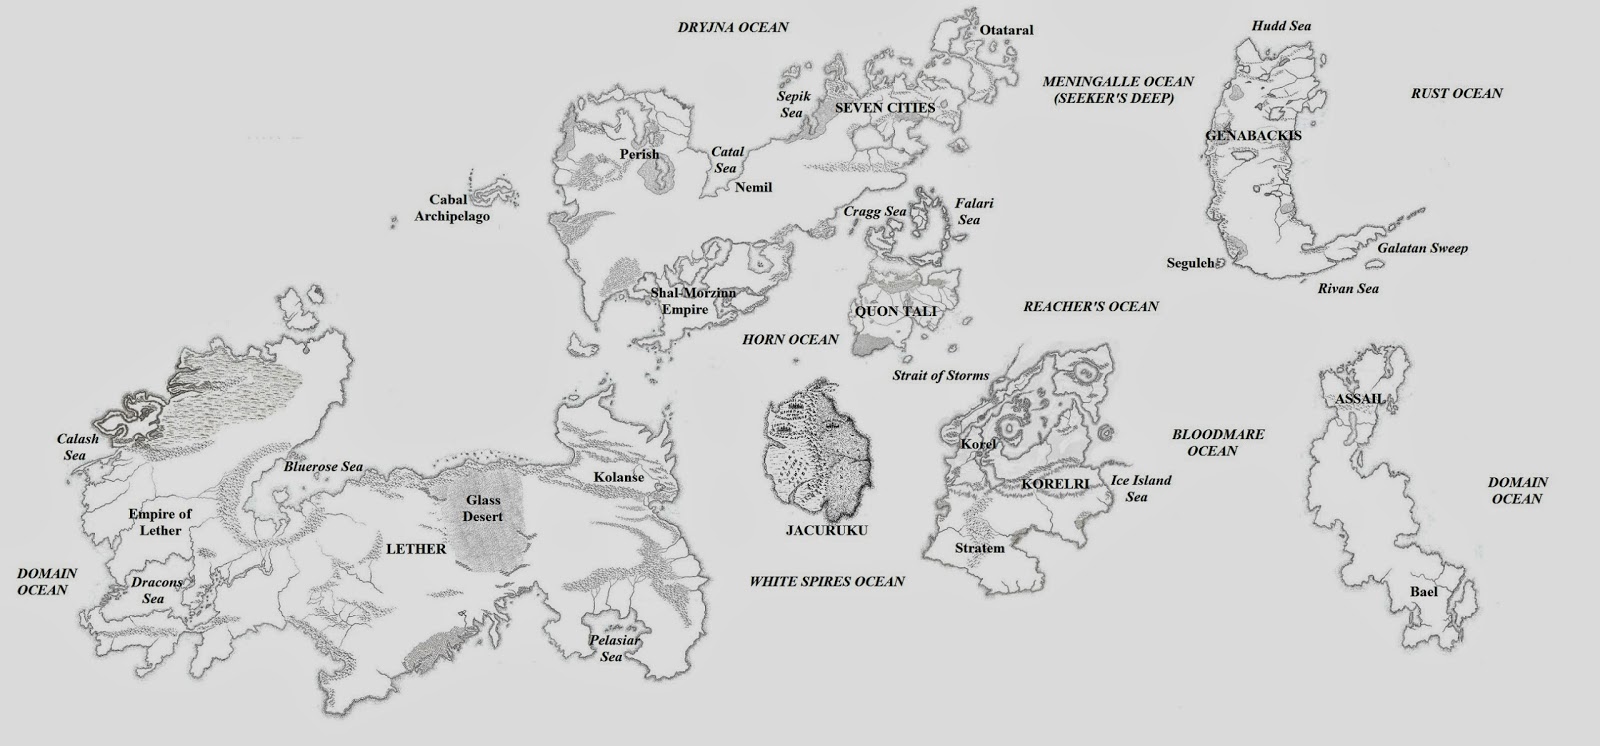 Hudd Sea
DRYJNA OCEAN
Otataral
MENINGALLE OCEAN
(SEEKER'S DEEP)
RUST OCEAN
Sepik
Sea
SEVEN CITIES
GENABACKIS
Perish
Catal
Sea
Nemil
Cabal
Archipelago
Cragg Sea
Falari
Sea
Galatan Sweep
Seguleh
Rivan Sea
Shal-Morzinn
Empire
QUON TALI
REACHER'S OCEAN
HORN OCEAN
Strait of Storms
ASSAIL
Calash
Sea
Bluerose Sea
Kolanse
Korel
BLOODMARE
OCEAN
KORELRI
Ice Island
Sea
DOMAIN
OCEAN
Glass
Desert
Empire of
Lether
JACURUKU
LETHER
Stratem
DOMAIN
OCEAN
Dracons
Sea
WHITE SPIRES OCEAN
Bael
Pelasiar
Sea